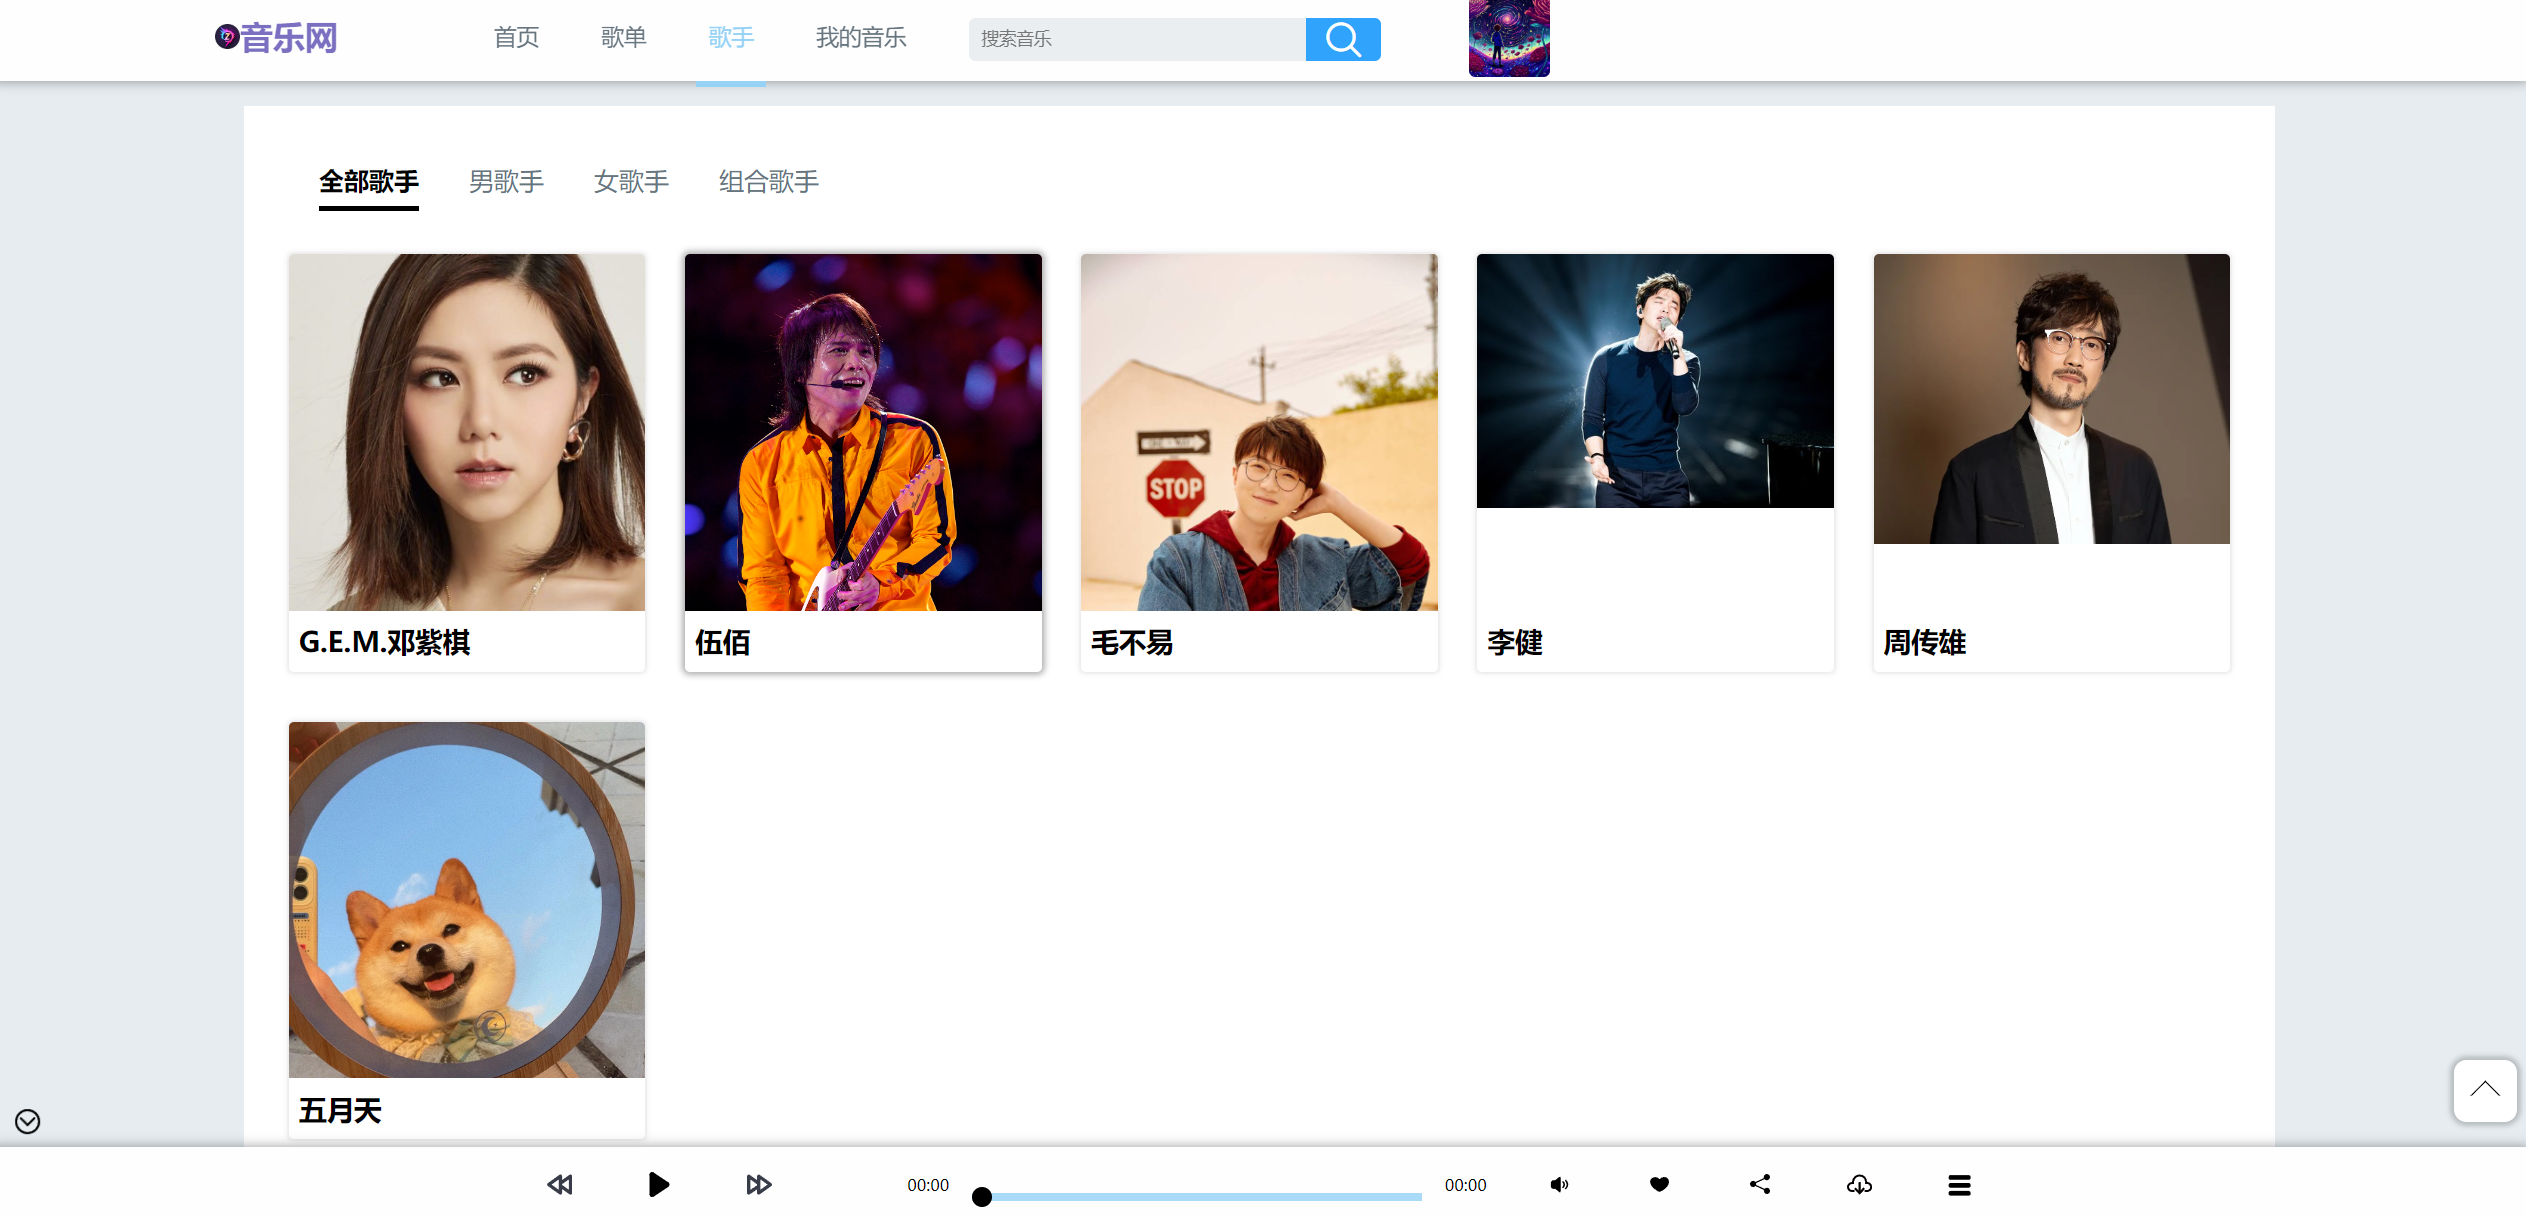 音乐网 首页 歌单 歌手 我的音乐 搜索音乐
全部歌手 男歌手 女歌手 组合歌手
STOP
G.E.M.邓紫棋 伍佰 毛不易 李健 周传雄
五月天
00:00 00:00